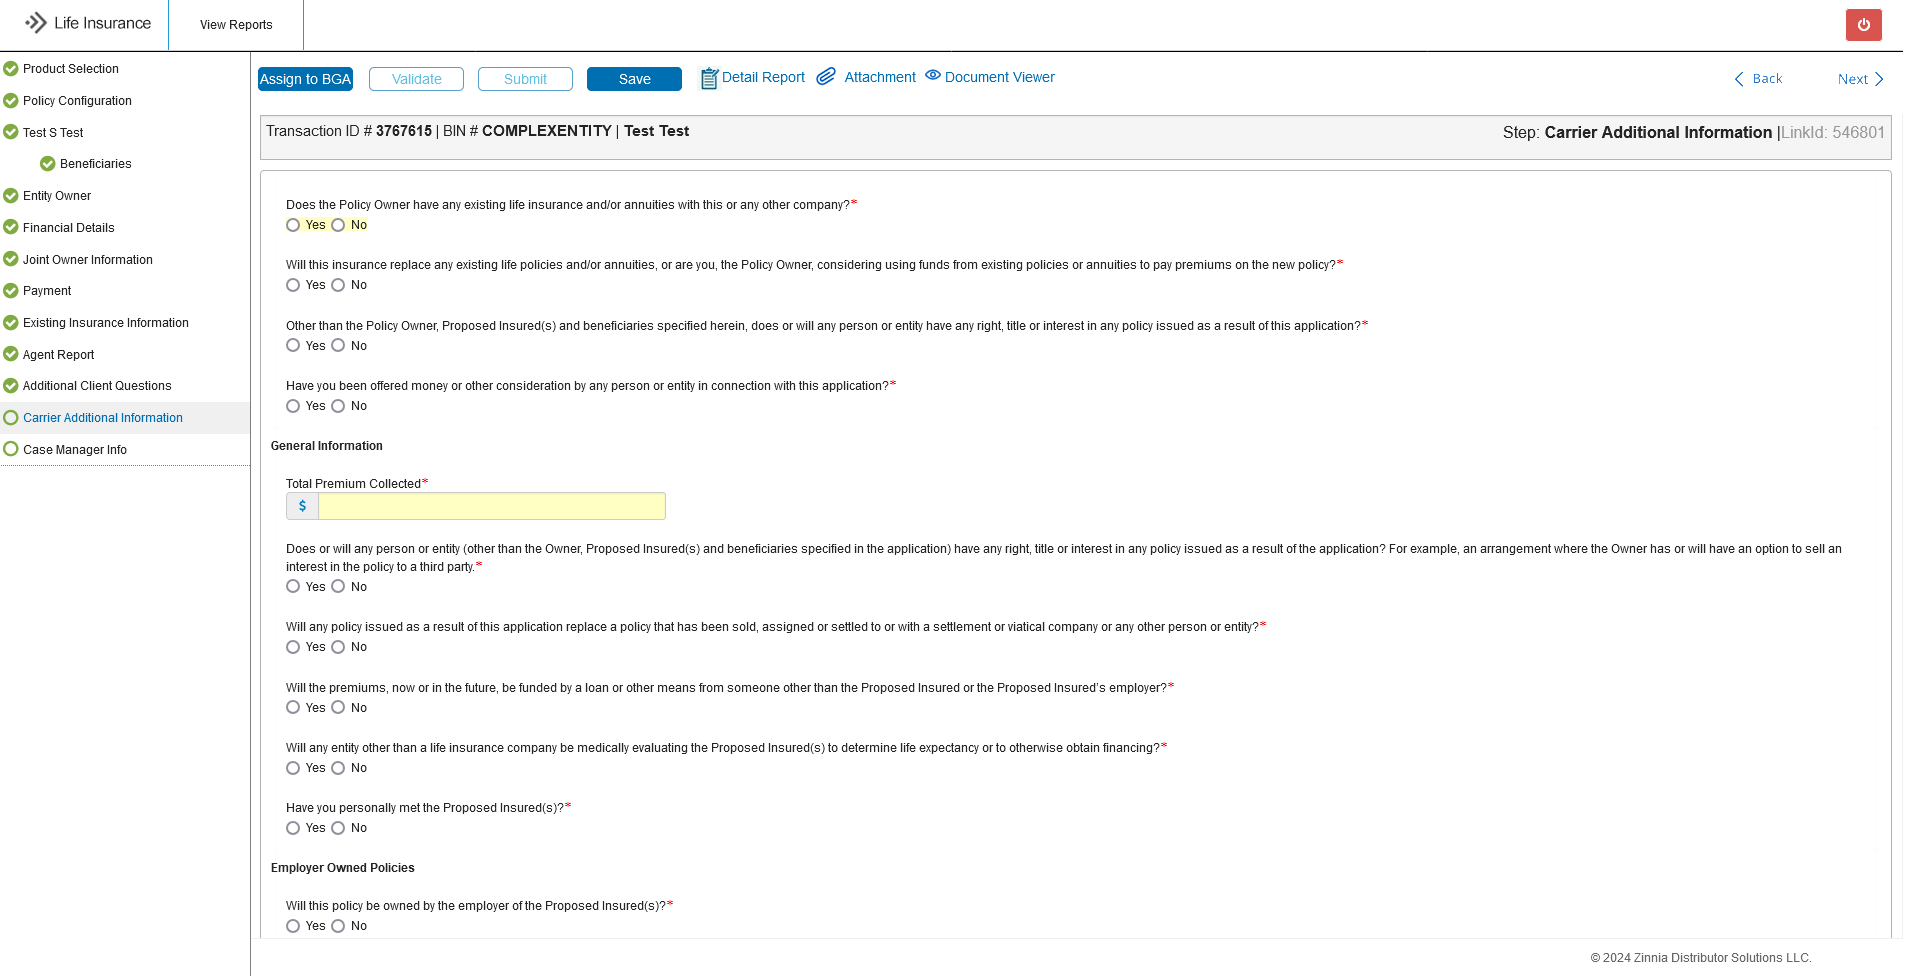 Life Insurance
View Reports
Product Selection
Policy Configuration
Test S Test
Beneficiaries
Entity Owner
Financial Details
Joint Owner Information
Payment
Existing Insurance Information
Agent Report
Additional Client Questions
Carrier Additional Information
Case Manager Info
Assign to BGA
Validate
Submit
Save
Detail Report
Attachment
Document Viewer
Back
Next
Transaction ID # 3767615 | BIN # COMPLEXENTITY | Test Test
Step: Carrier Additional Information |LinkId: 546801
Does the Policy Owner have any existing life insurance and/or annuities with this or any other company?*
Yes No
Will this insurance replace any existing life policies and/or annuities, or are you, the Policy Owner, considering using funds from existing policies or annuities to pay premiums on the new policy?*
Yes No
Other than the Policy Owner, Proposed Insured(s) and beneficiaries specified herein, does or will any person or entity have any right, title or interest in any policy issued as a result of this application?*
Yes No
Have you been offered money or other consideration by any person or entity in connection with this application?*
Yes No
General Information
Total Premium Collected*
$
Does or will any person or entity (other than the Owner, Proposed Insured(s) and beneficiaries specified in the application) have any right, title or interest in any policy issued as a result of the application? For example, an arrangement where the Owner has or will have an option to sell an
interest in the policy to a third party.*
Yes No
Will any policy issued as a result of this application replace a policy that has been sold, assigned or settled to or with a settlement or viatical company or any other person or entity?*
Yes No
Will the premiums, now or in the future, be funded by a loan or other means from someone other than the Proposed Insured or the Proposed Insured's employer?*
Yes No
Will any entity other than a life insurance company be medically evaluating the Proposed Insured(s) to determine life expectancy or to otherwise obtain financing?*
Yes No
Have you personally met the Proposed Insured(s)?*
Yes No
Employer Owned Policies
Will this policy be owned by the employer of the Proposed Insured(s)?*
Yes No
© 2024 Zinnia Distributor Solutions LLC.